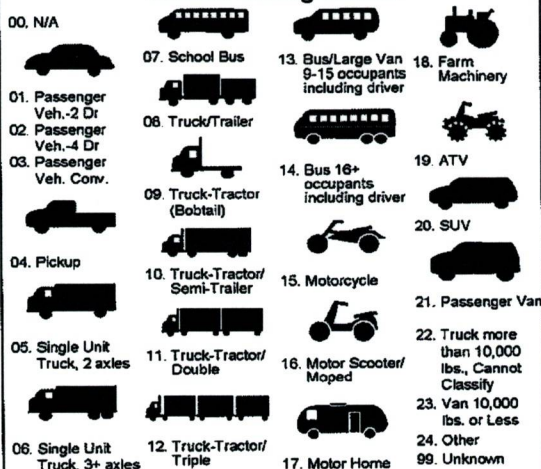 00. N/A
01. Passenger
Veh.-2 Dr
02. Passenger
Veh.-4 Dr
03. Passenger
Veh. Conv.
04. Pickup
05. Single Unit
Truck, 2 axles
06. Single Unit
Truck, 3+ axles
07. School Bus
08. Truck/Trailer
09. Truck-Tractor
(Bobtail)
10. Truck-Tractor/
Semi-Trailer
11. Truck-Tractor/
Double
12. Truck-Tractor/
Triple
13. Bus/Large Van
9-15 occupants
including driver
14. Bus 16+
occupants
including driver
15. Motorcycle
16. Motor Scooter/
Moped
17. Motor Home
18. Farm
Machinery
19. ATV
20. SUV
21. Passenger Van
22. Truck more
than 10,000
lbs., Cannot
Classify
23. Van 10,000
lbs. or Less
24. Other
99. Unknown